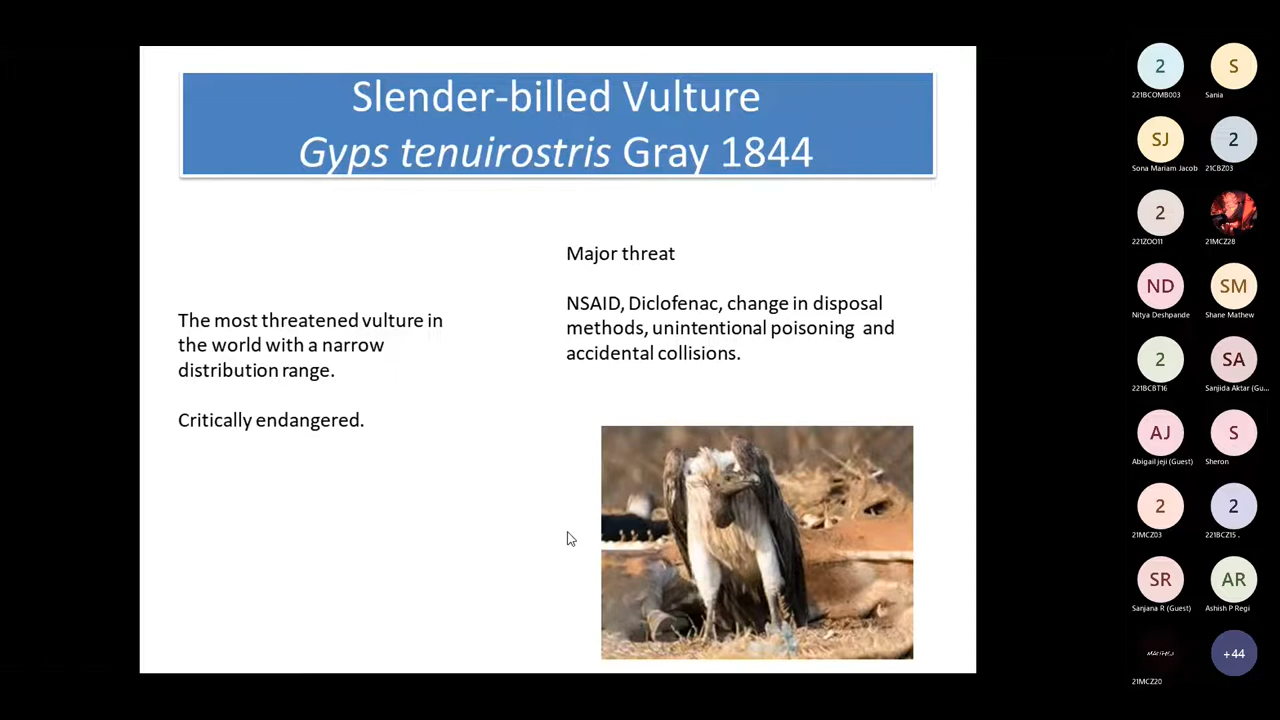 Slender-billed Vulture
Gyps tenuirostris Gray 1844
The most threatened vulture in
the world with a narrow
distribution range.
Critically endangered.
Major threat
NSAID, Diclofenac, change in disposal
methods, unintentional poisoning and
accidental collisions.
2
221BCOMB003
S
Sania
SJ
Sona Mariam Jacob
2
21CBZ03
2
221ZOO11
21MCZ28
ND
Nitya Deshpande
SM
Shane Mathew
2
221BCBT16
SA
Sanjida Aktar (Gu...
AJ
Abigail jeji (Guest)
S
Sheron
2
21MCZ03
2
221BCZ15 .
SR
Sanjana R (Guest)
AR
Ashish P Regi
21MCZ20
+44